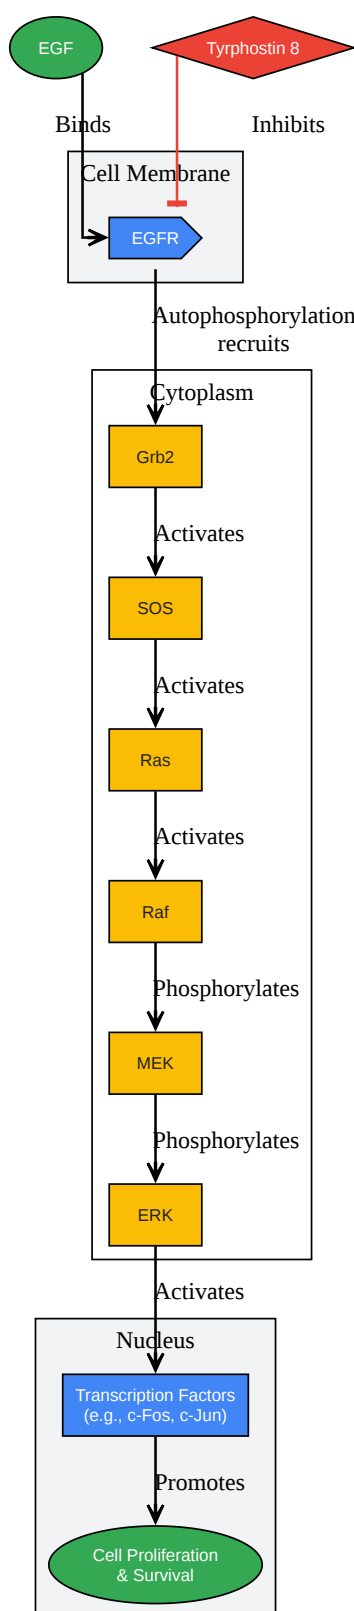 EGF
Tyrphostin 8
Binds
Inhibits
Cell Membrane
EGFR
Autophosphorylation
recruits
Cytoplasm
Grb2
Activates
SOS
Activates
Ras
Activates
Raf
Phosphorylates
MEK
Phosphorylates
ERK
Activates
Nucleus
Transcription Factors
(e.g., c-Fos, c-Jun)
Promotes
Cell Proliferation
& Survival